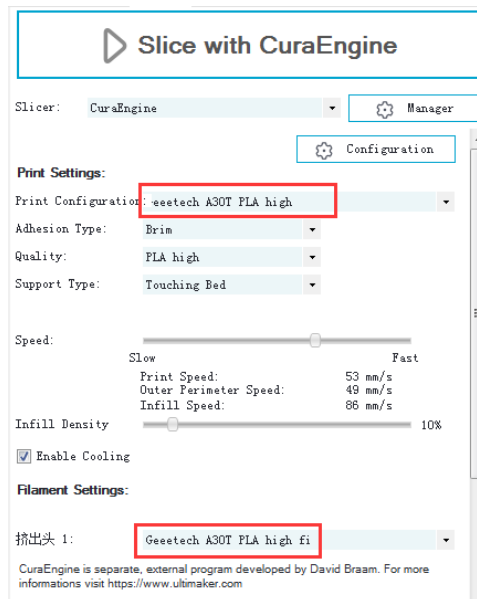 Slice with CuraEngine
Slicer: CuraEngine Manager
Configuration
Print Settings:
Print Configuration: eeetech A30T PLA high
Adhesion Type: Brim
Quality: PLA high
Support Type: Touching Bed
Speed:
Slow Fast
Print Speed: 53 mm/s
Outer Perimeter Speed: 49 mm/s
Infill Speed: 86 mm/s
Infill Density 10%
Enable Cooling
Filament Settings:
挤出头 1: Geeetech A30T PLA high fi
CuraEngine is separate, external program developed by David Braam. For more
informations visit https://www.ultimaker.com